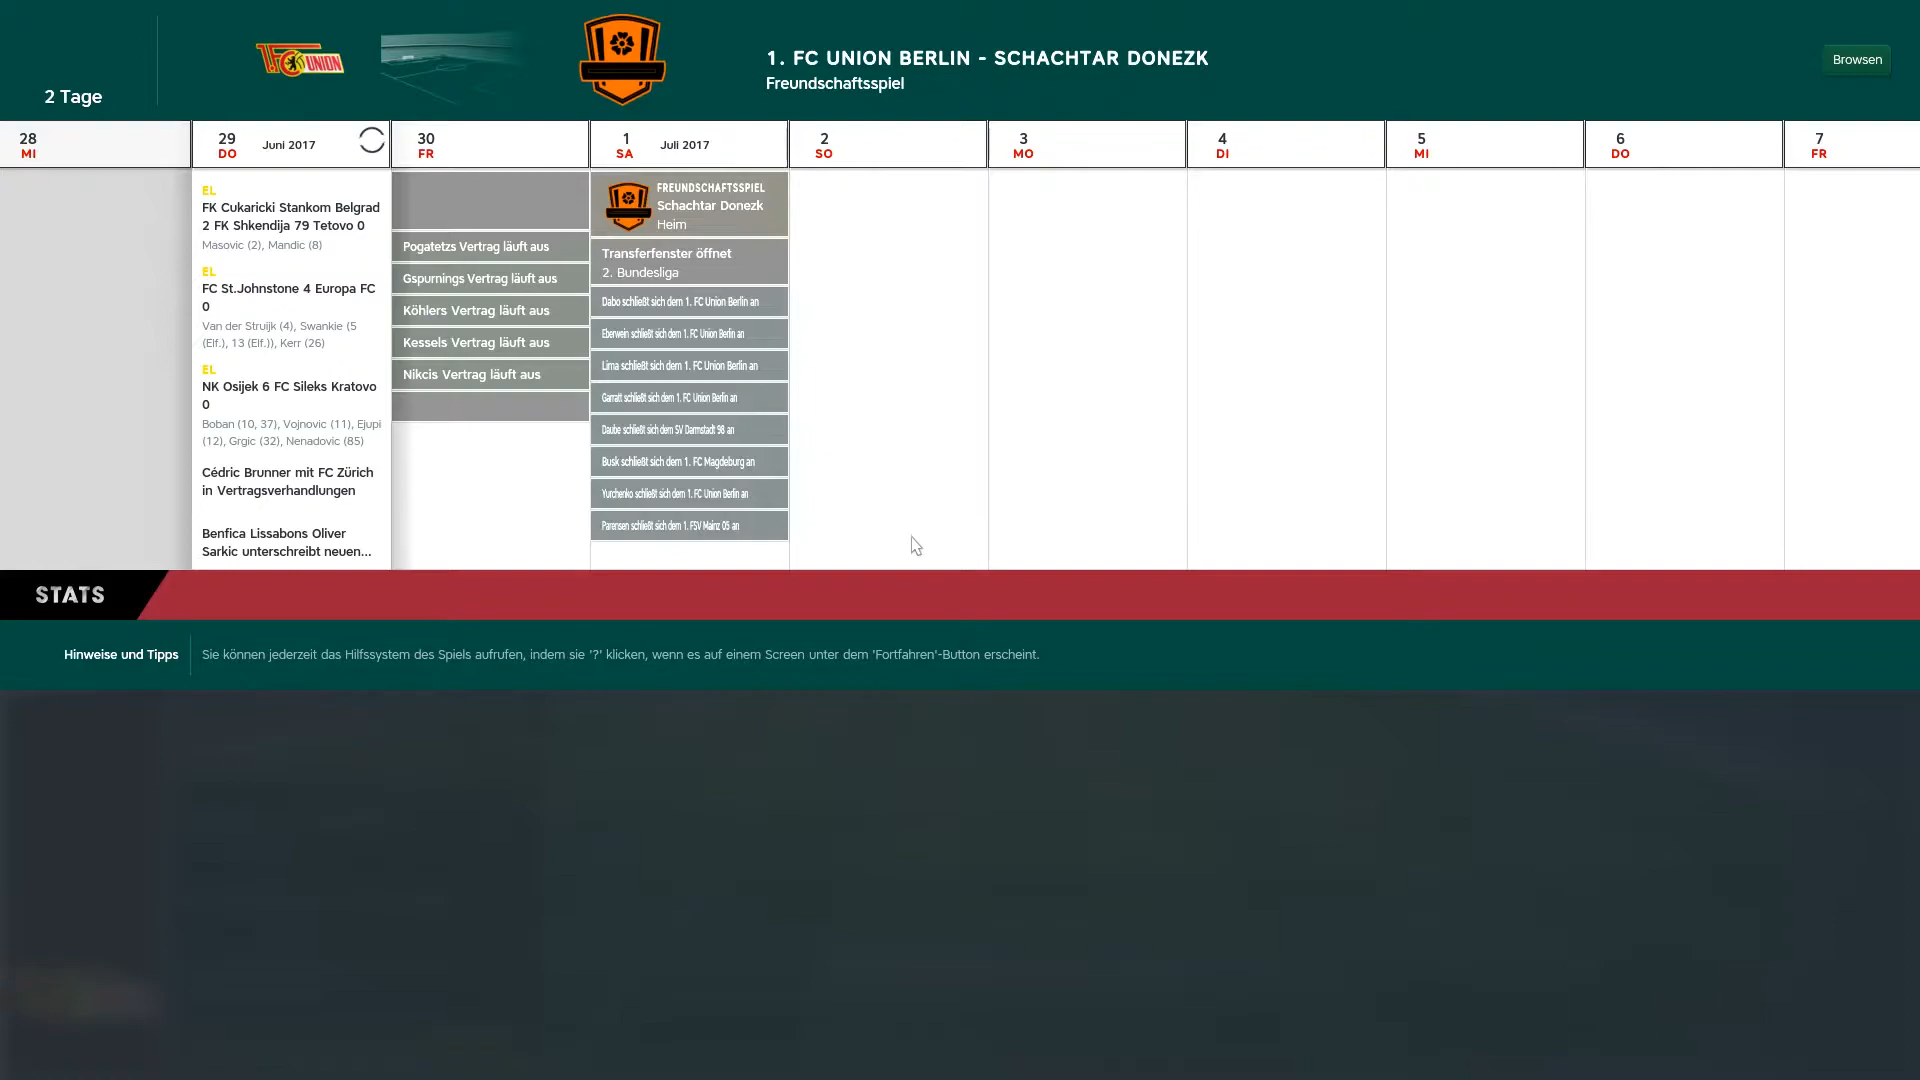 2 Tage
1. FC UNION BERLIN - SCHACHTAR DONEZK
Freundschaftsspiel
Browsen
28
MI
29
DO
Juni 2017
30
FR
1
SA
Juli 2017
2
SO
3
MO
4
DI
5
MI
6
DO
7
FR
EL
FK Cukaricki Stankom Belgrad
2 FK Shkendija 79 Tetovo 0
Masovic (2), Mandic (8)
EL
FC St.Johnstone 4 Europa FC
0
Van der Struijk (4), Swankie (5
(Elf.), 13 (Elf.)), Kerr (26)
EL
NK Osijek 6 FC Sileks Kratovo
0
Boban (10, 37), Vojnovic (11), Ejupi
(12), Grgic (32), Nenadovic (85)
Cédric Brunner mit FC Zürich
in Vertragsverhandlungen
Benfica Lissabons Oliver
Sarkic unterschreibt neuen...
Pogatetzs Vertrag läuft aus
Gspurnings Vertrag läuft aus
Köhlers Vertrag läuft aus
Kessels Vertrag läuft aus
Nikcis Vertrag läuft aus
FREUNDSCHAFTSSPIEL
Schachtar Donezk
Heim
Transferfenster öffnet
2. Bundesliga
Dabo schließt sich dem 1. FC Union Berlin an
Eberwein schließt sich dem 1. FC Union Berlin an
Lima schließt sich dem 1. FC Union Berlin an
Garratt schließt sich dem 1. FC Union Berlin an
Daube schließt sich dem SV Darmstadt 98 an
Busk schließt sich dem 1. FC Magdeburg an
Yurchenko schließt sich dem 1. FC Union Berlin an
Parensen schließt sich dem 1. FSV Mainz 05 an
STATS
Hinweise und Tipps
Sie können jederzeit das Hilfssystem des Spiels aufrufen, indem sie '?' klicken, wenn es auf einem Screen unter dem 'Fortfahren'-Button erscheint.